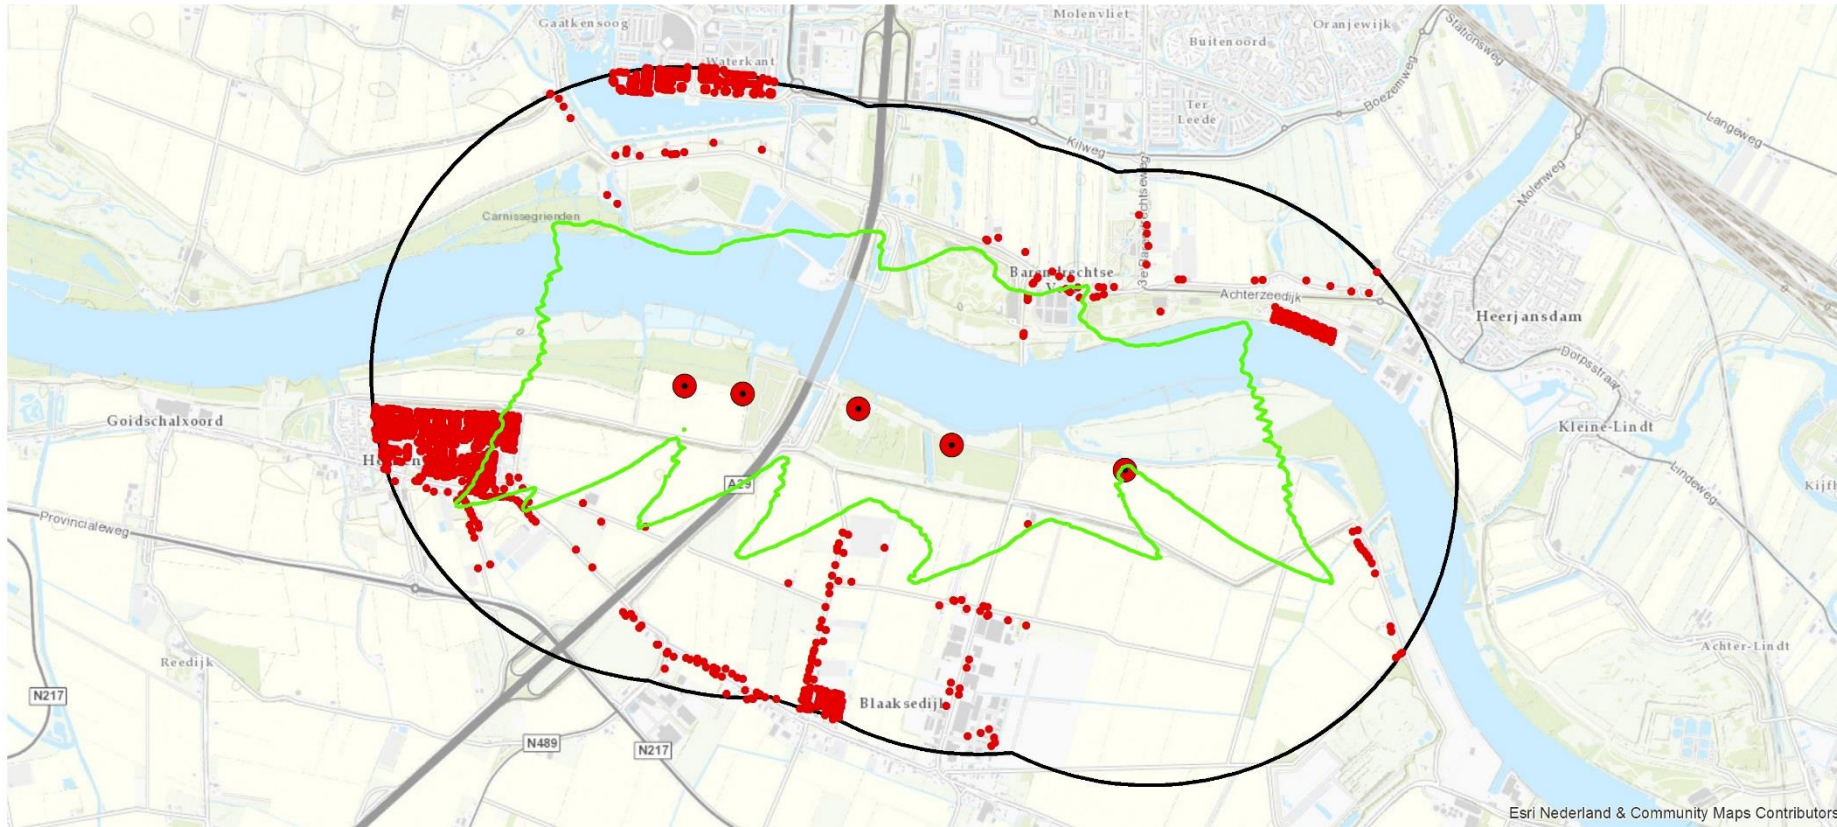 Gaatkensoog
Molenvliet
Oranjewijk
Stationsweg
Buitenoord
Waterkant
Boezemweg
Ter
Leede
Langeweg
Kilweg
Molenweg
Carnissegrienden
Barendrechtse
Achterzeedijk
Heerjansdam
Dorpsstraat
Goidschalxoord
Kleine-Lindt
A29
Lindeweg
Provincialeweg
Reedijk
Achter-Lindt
N217
Blaaksedijk
N489
N217
Esri Nederland & Community Maps Contributors